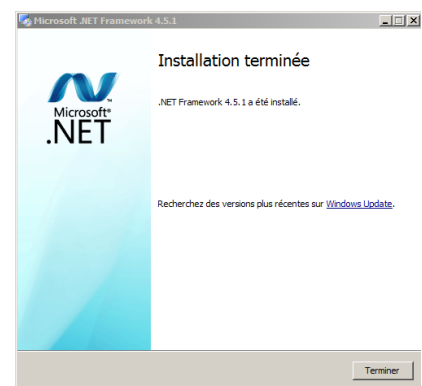 Microsoft .NET Framework 4.5.1
Installation terminée
.NET Framework 4.5.1 a été installé.
Microsoft®
.NET™
Recherchez des versions plus récentes sur Windows Update.
Terminer